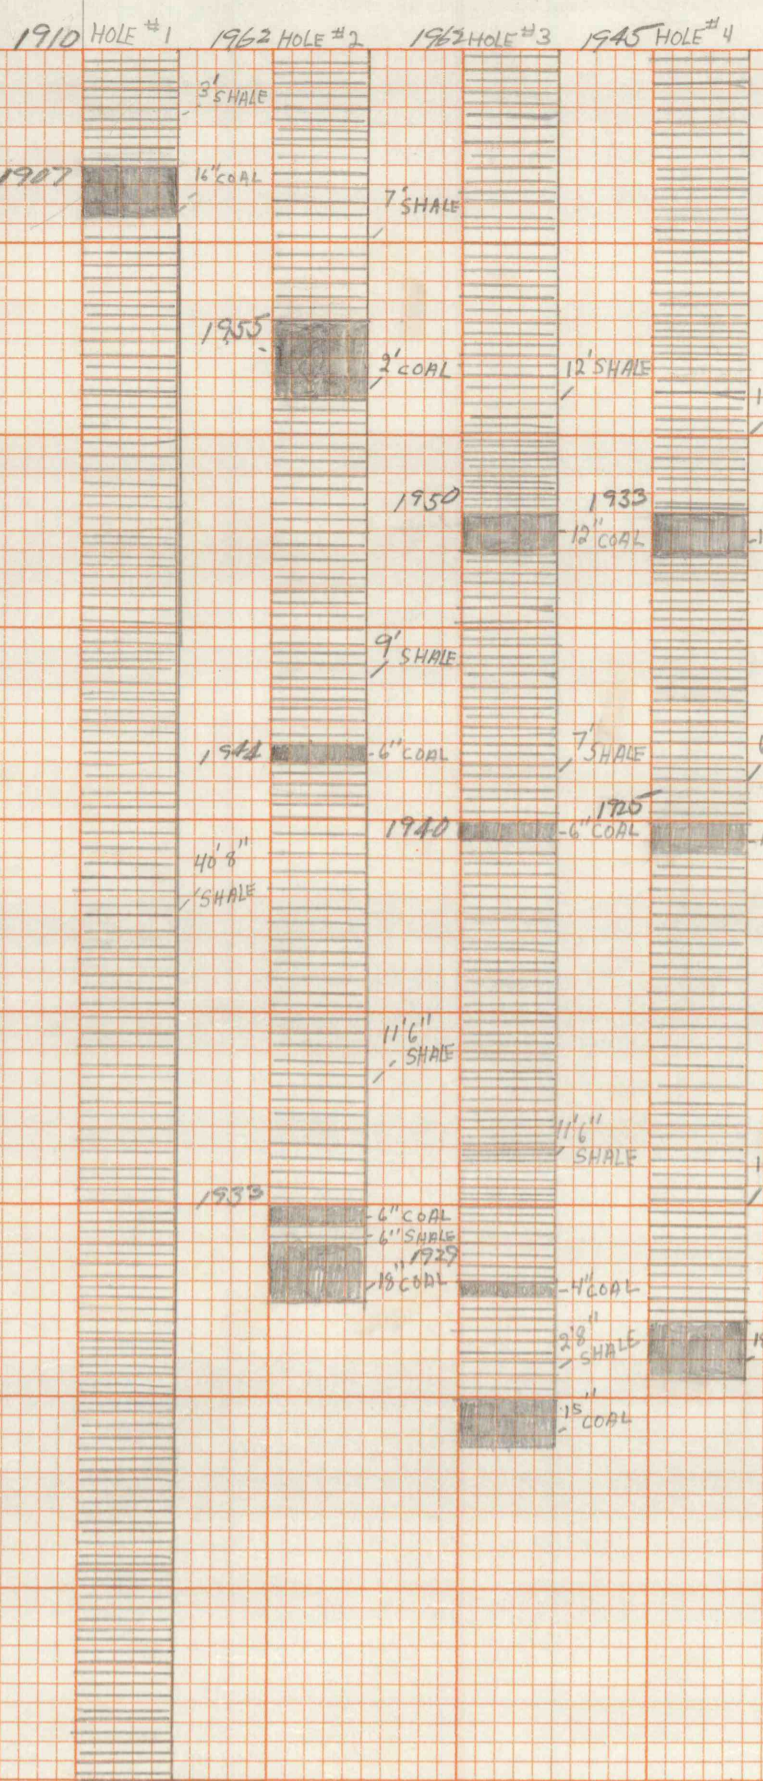 1910 HOLE #1 1962 HOLE #2 1962 HOLE #3 1945 HOLE #4
3' SHALE
1907
16" COAL
7' SHALE
1955
2' COAL
12' SHALE
1950
1933
12" COAL
9' SHALE
1944
6" COAL
7' SHALE
1925
1940
6" COAL
40'8"
SHALE
11'6"
SHALE
11'6"
SHALE
1933
6" COAL
6" SHALE
1929
18" COAL
4" COAL
2'8"
SHALE
15"
COAL